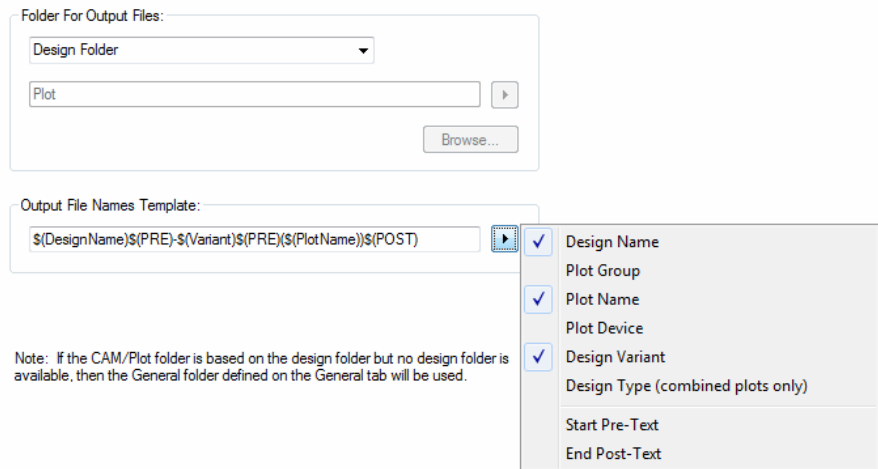 Folder For Output Files:
Design Folder
Plot
Browse...
Output File Names Template:
$(DesignName)$(PRE)-$(Variant)$(PRE)($(PlotName))$(POST)
Design Name
Plot Group
Plot Name
Plot Device
Design Variant
Design Type (combined plots only)
Start Pre-Text
End Post-Text
Note:  If the CAM/Plot folder is based on the design folder but no design folder is
available, then the General folder defined on the General tab will be used.